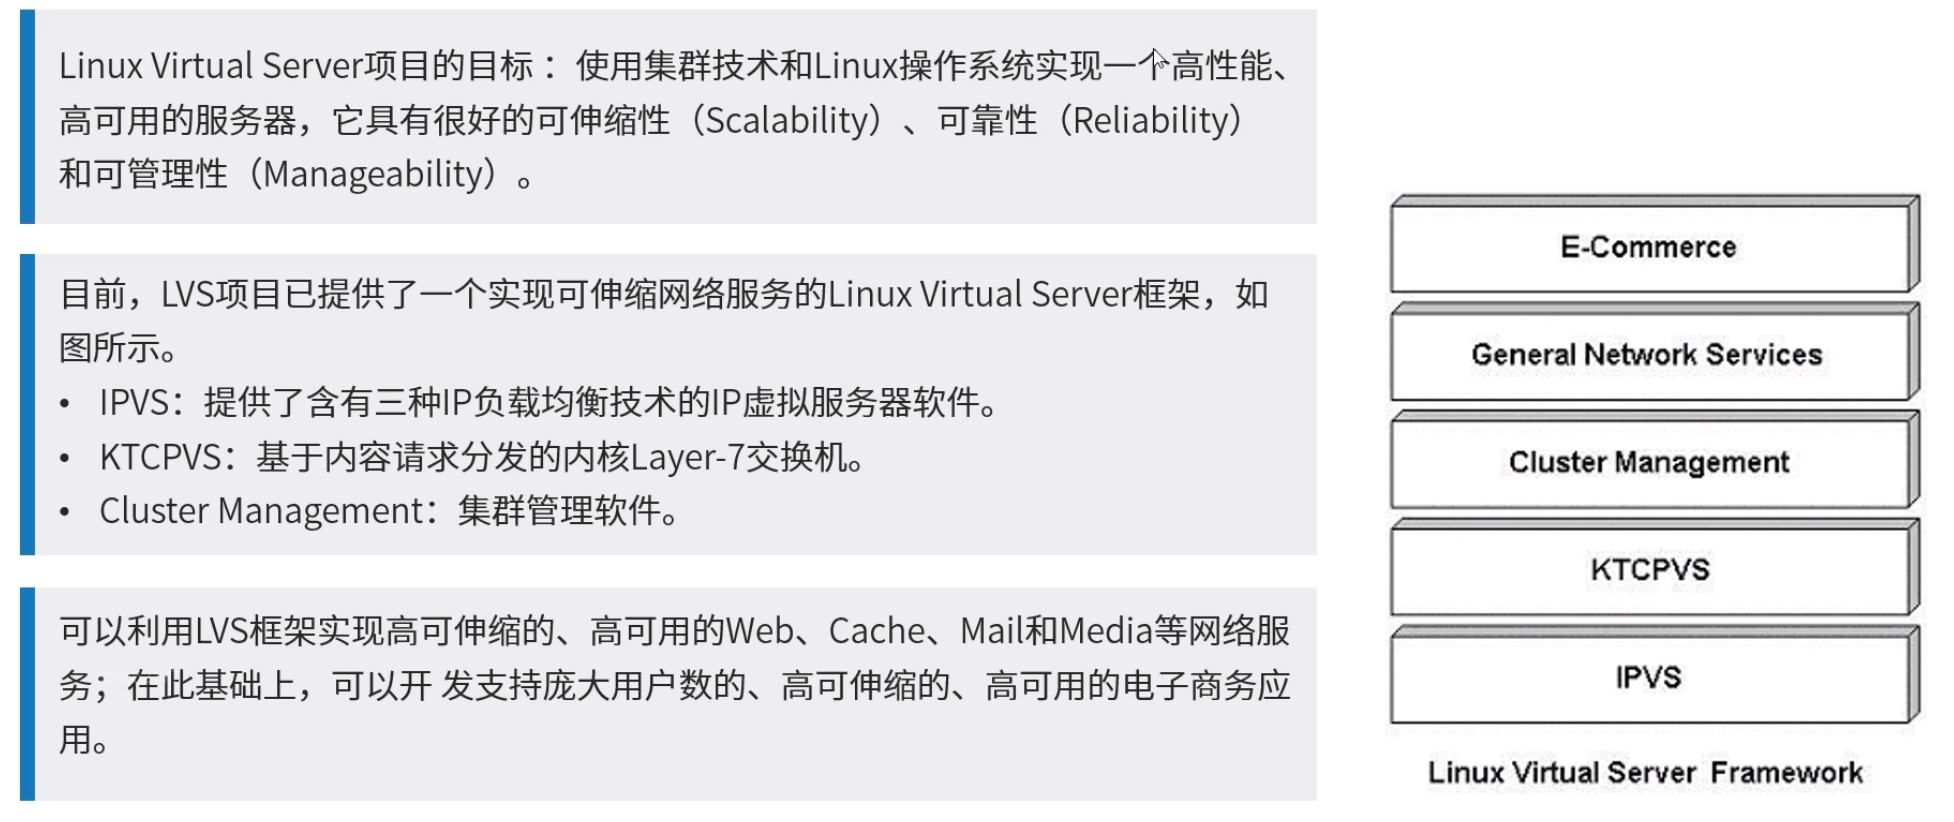 Linux Virtual Server项目的目标 ：使用集群技术和Linux操作系统实现一个高性能、
高可用的服务器，它具有很好的可伸缩性（Scalability）、可靠性（Reliability）
和可管理性（Manageability）。
目前，LVS项目已提供了一个实现可伸缩网络服务的Linux Virtual Server框架，如
图所示。
• IPVS：提供了含有三种IP负载均衡技术的IP虚拟服务器软件。
• KTCPVS：基于内容请求分发的内核Layer-7交换机。
• Cluster Management：集群管理软件。
可以利用LVS框架实现高可伸缩的、高可用的Web、Cache、Mail和Media等网络服
务；在此基础上，可以开 发支持庞大用户数的、高可伸缩的、高可用的电子商务应
用。
E-Commerce
General Network Services
Cluster Management
KTCPVS
IPVS
Linux Virtual Server Framework